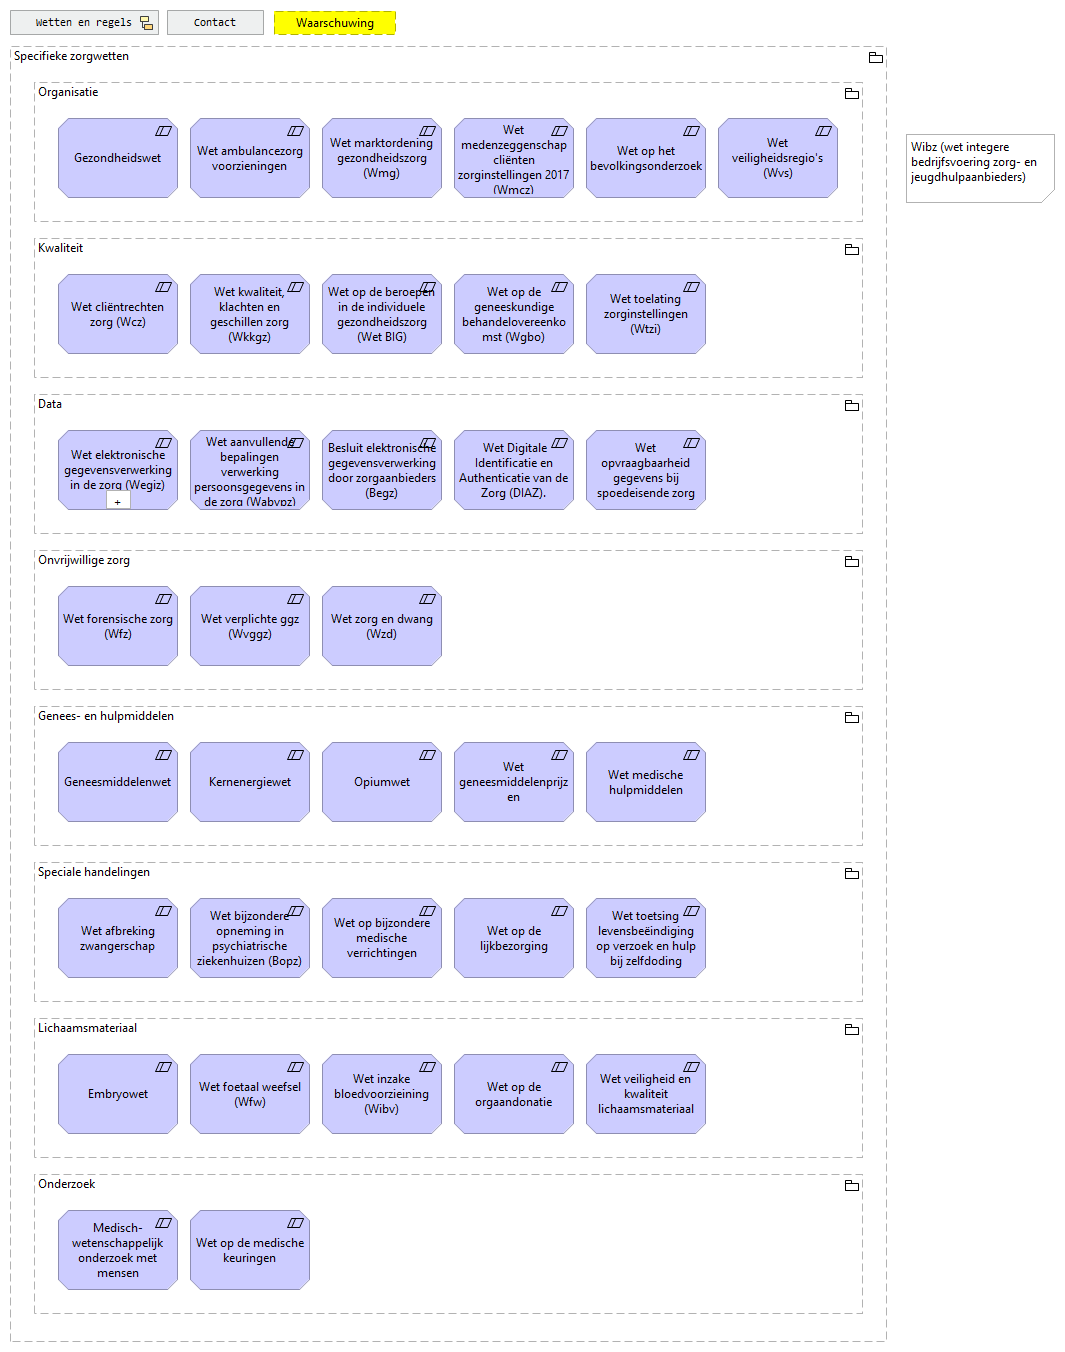 Wetten en regels
Contact
Waarschuwing
Specifieke zorgwetten
Organisatie
Gezondheidswet
Wet ambulancezorg
voorzieningen
Wet marktordening
gezondheidszorg
(Wmg)
Wet
medenzeggenschap
cliënten
zorginstellingen 2017
(Wmcz)
Wet op het
bevolkingsonderzoek
Wet
veiligheidsregio's
(Wvs)
Wibz (wet integere
bedrijfsvoering zorg- en
jeugdhulpaanbieders)
Kwaliteit
Wet cliëntrechten
zorg (Wcz)
Wet kwaliteit,
klachten en
geschillen zorg
(Wkkgz)
Wet op de beroepen
in de individuele
gezondheidszorg
(Wet BIG)
Wet op de
geneeskundige
behandelovereenko
mst (Wgbo)
Wet toelating
zorginstellingen
(Wtzi)
Data
Wet elektronische
gegevensverwerking
in de zorg (Wegiz)
+
Wet aanvullende
bepalingen
verwerking
persoonsgegevens in
de zorg (Wabvpz)
Besluit elektronische
gegevensverwerking
door zorgaanbieders
(Begz)
Wet Digitale
Identificatie en
Authenticatie van de
Zorg (DIAZ).
Wet
opvraagbaarheid
gegevens bij
spoedeisende zorg
Onvrijwillige zorg
Wet forensische zorg
(Wfz)
Wet verplichte ggz
(Wvggz)
Wet zorg en dwang
(Wzd)
Genees- en hulpmiddelen
Geneesmiddelenwet
Kernenergiewet
Opiumwet
Wet
geneesmiddelenprijz
en
Wet medische
hulpmiddelen
Speciale handelingen
Wet afbreking
zwangerschap
Wet bijzondere
opneming in
psychiatrische
ziekenhuizen (Bopz)
Wet op bijzondere
medische
verrichtingen
Wet op de
lijkbezorging
Wet toetsing
levensbeëindiging
op verzoek en hulp
bij zelfdoding
Lichaamsmateriaal
Embryowet
Wet foetaal weefsel
(Wfw)
Wet inzake
bloedvoorzieining
(Wibv)
Wet op de
orgaandonatie
Wet veiligheid en
kwaliteit
lichaamsmateriaal
Onderzoek
Medisch-
wetenschappelijk
onderzoek met
mensen
Wet op de medische
keuringen